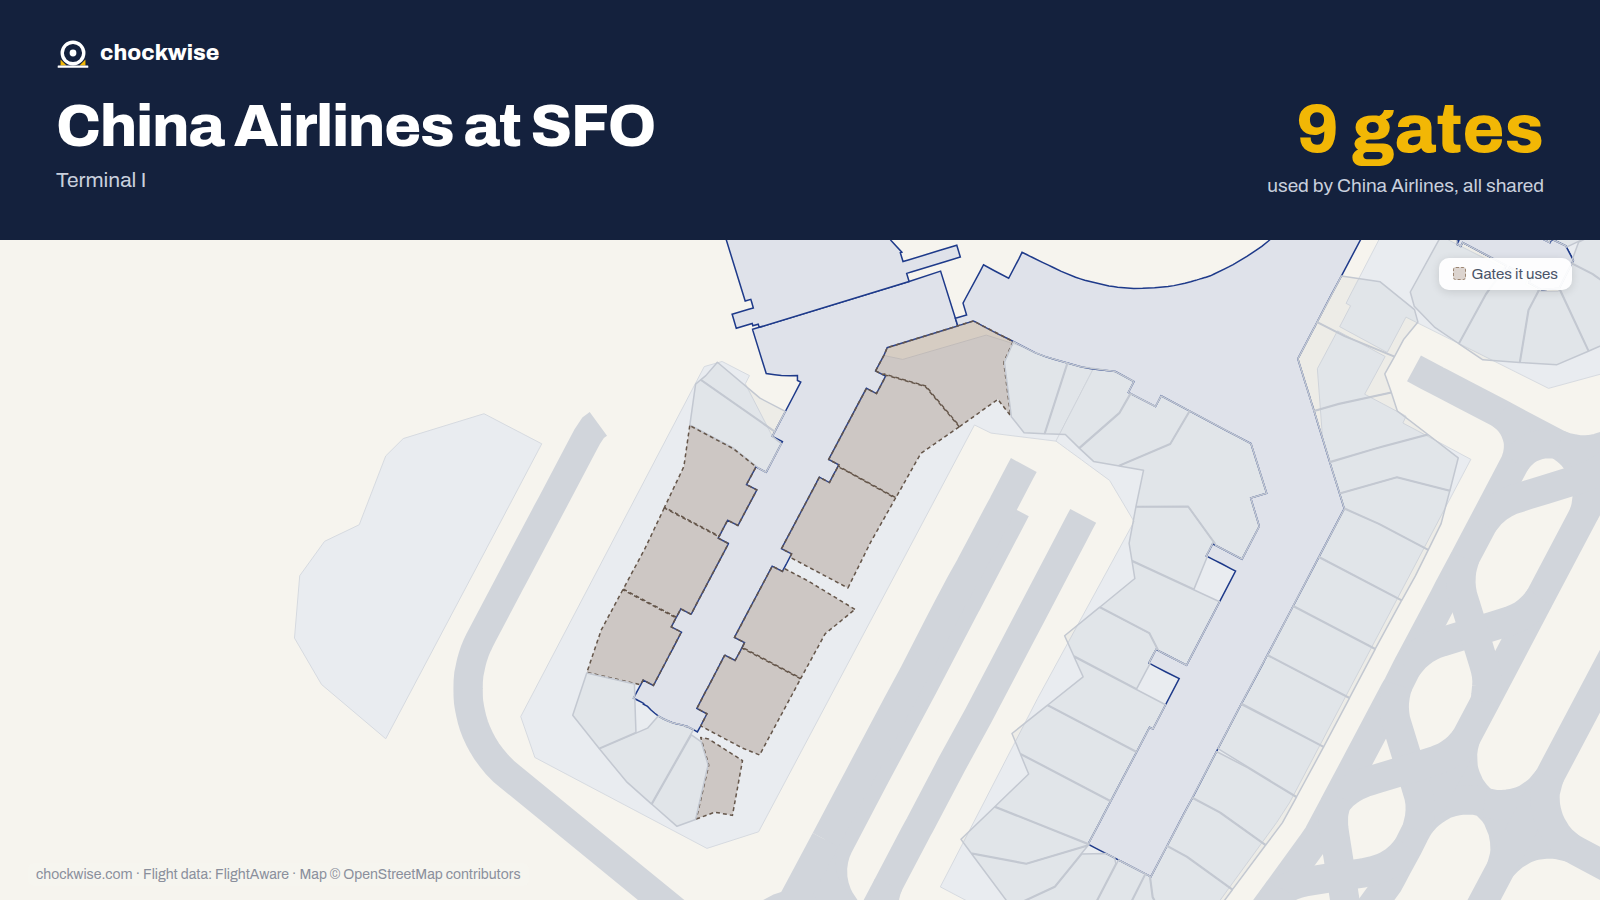 chockwise
China Airlines at SFO
Terminal I
9 gates
used by China Airlines, all shared
Gates it uses
chockwise.com · Flight data: FlightAware · Map © OpenStreetMap contributors